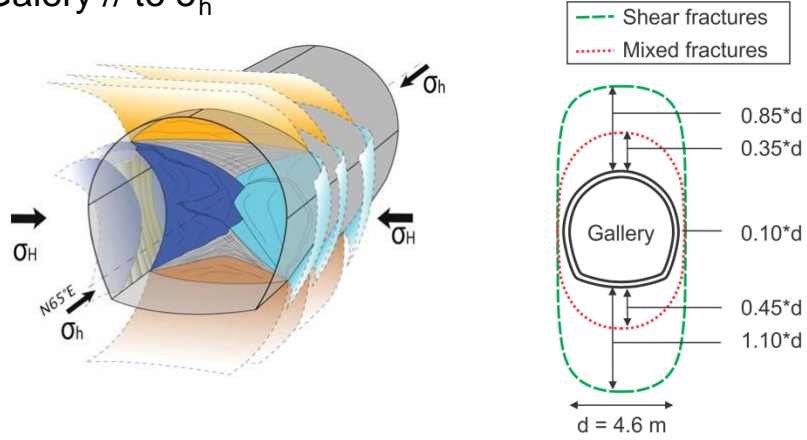 Galery // to σh
σh
σH
σH
N65°E
σh
Shear fractures
Mixed fractures
0.85*d
0.35*d
Gallery
0.10*d
0.45*d
1.10*d
d = 4.6 m